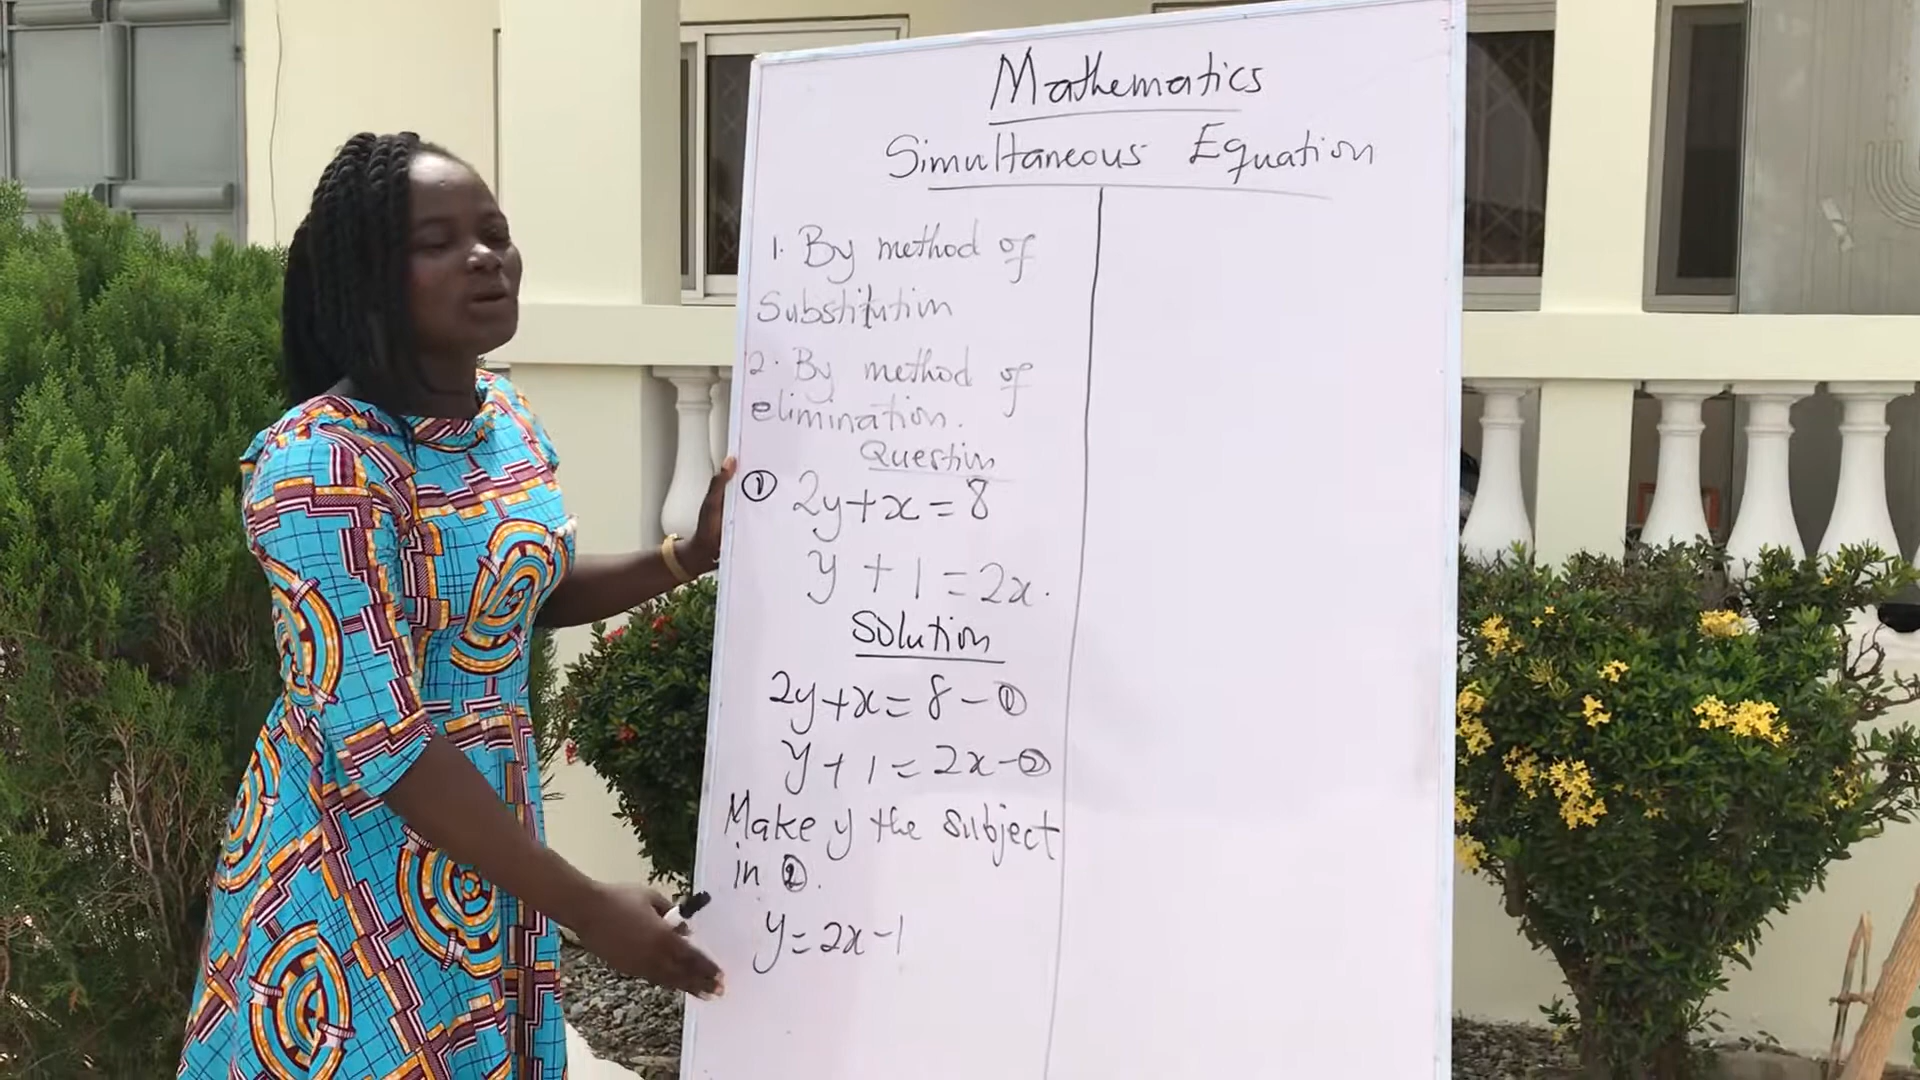 Mathematics
Simultaneous Equation
1. By method of
Substitution
2. By method of
elimination.
Question
① 2y+x=8
y+1=2x.
Solution
2y+x=8-①
y+1=2x-②
Make y the subject
in ②.
y=2x-1